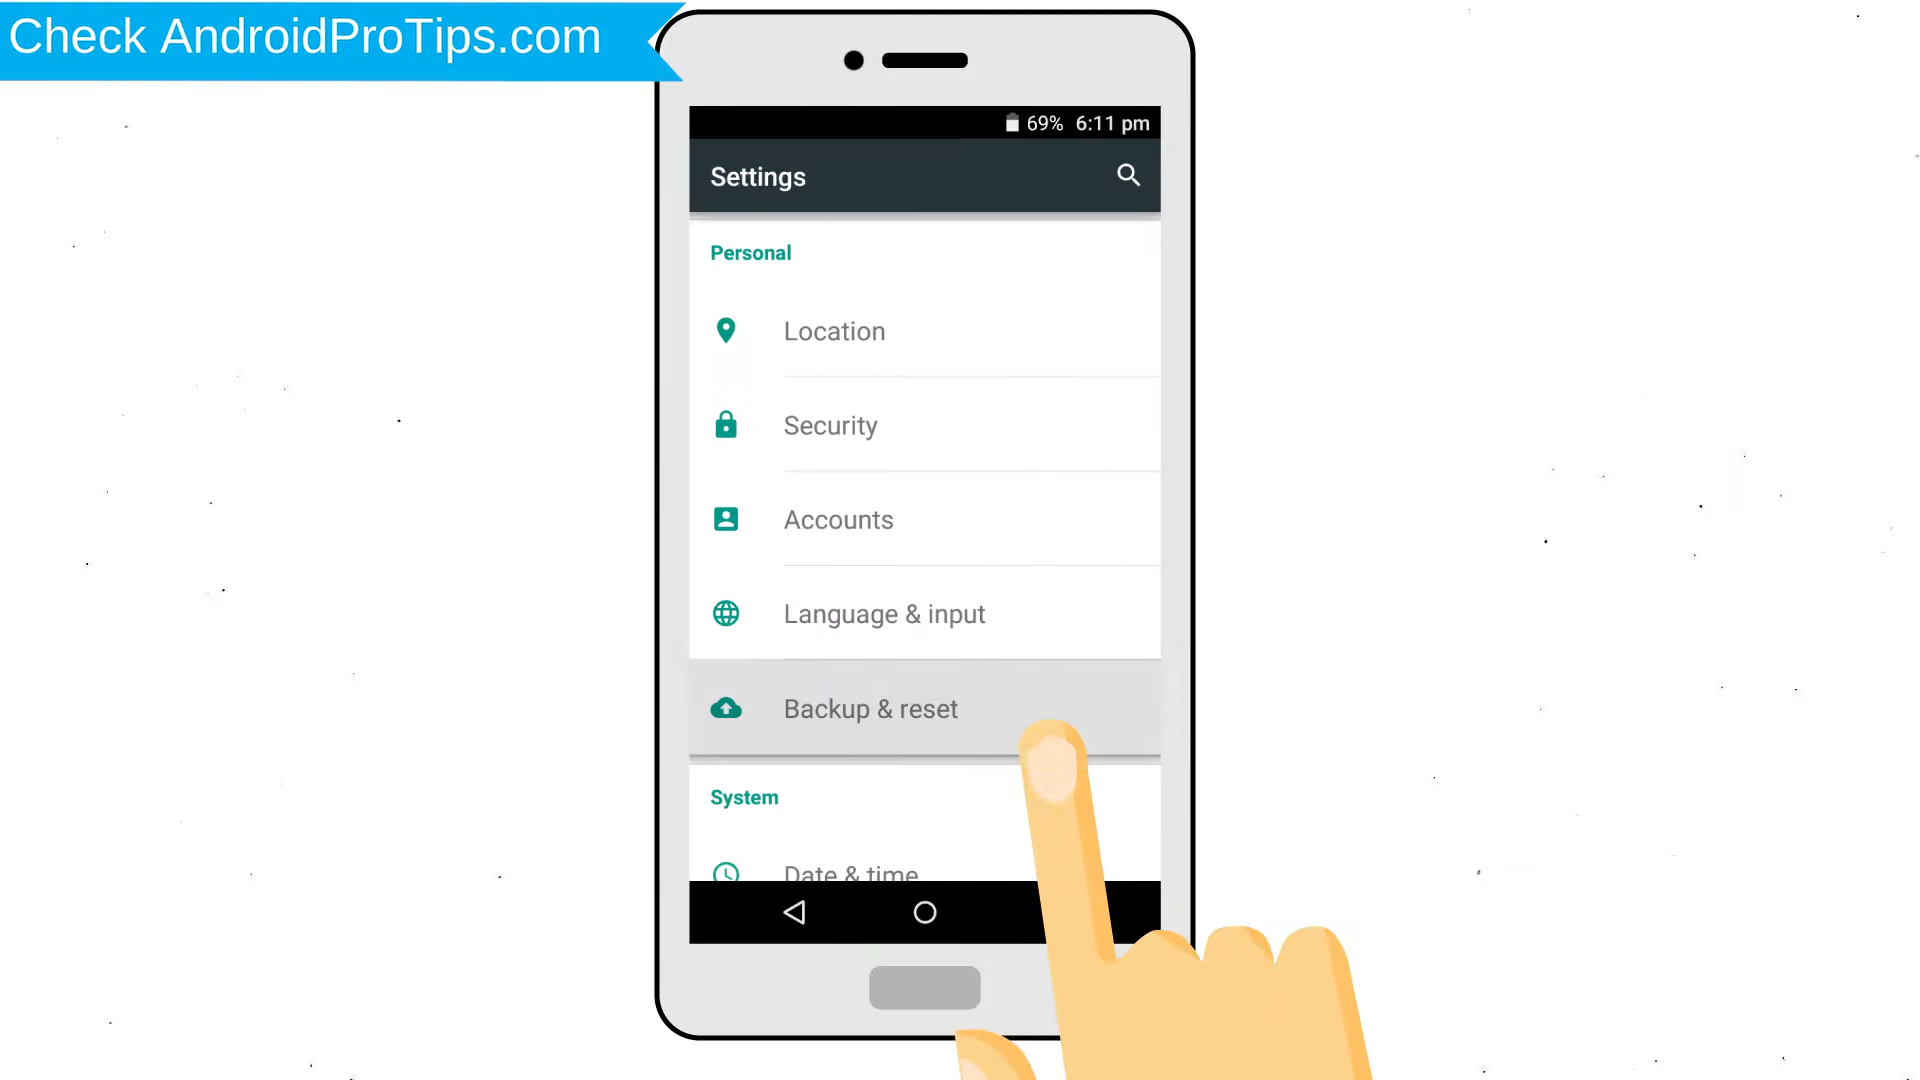 Check AndroidProTips.com
69% 6:11 pm
Settings
Personal
Location
Security
Accounts
Language & input
Backup & reset
System
Date & time